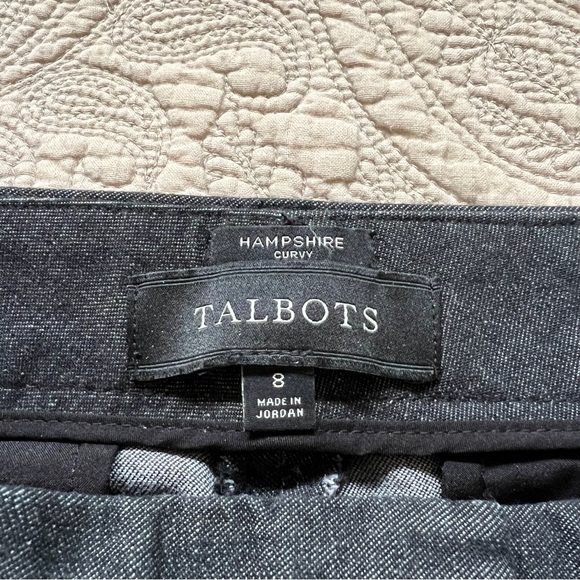 HAMPSHIRE
CURVY
TALBOTS
8
MADE IN
JORDAN